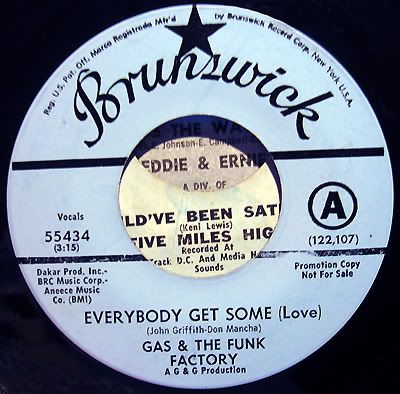 Reg. U.S. Pat. Off. Marca Registrada Mfr'd by Brunswick Record Corp. New York, U.S.A.
Brunswick
S THE WA
E. Johnson-E. Campbell-
EDDIE & ERNIE
A DIV. OF
LD'VE BEEN SAT
(Keni Lewis)
FIVE MILES HIG
Recorded At
Track D.C. And Media
Sounds
A
Vocals
55434
(3:15)
(122,107)
Dakar Prod. Inc.-
BRC Music Corp.-
Aneece Music
Co. (BMI)
Promotion Copy
Not For Sale
EVERYBODY GET SOME (Love)
(John Griffith-Don Mancha)
GAS & THE FUNK
FACTORY
A G & G Production